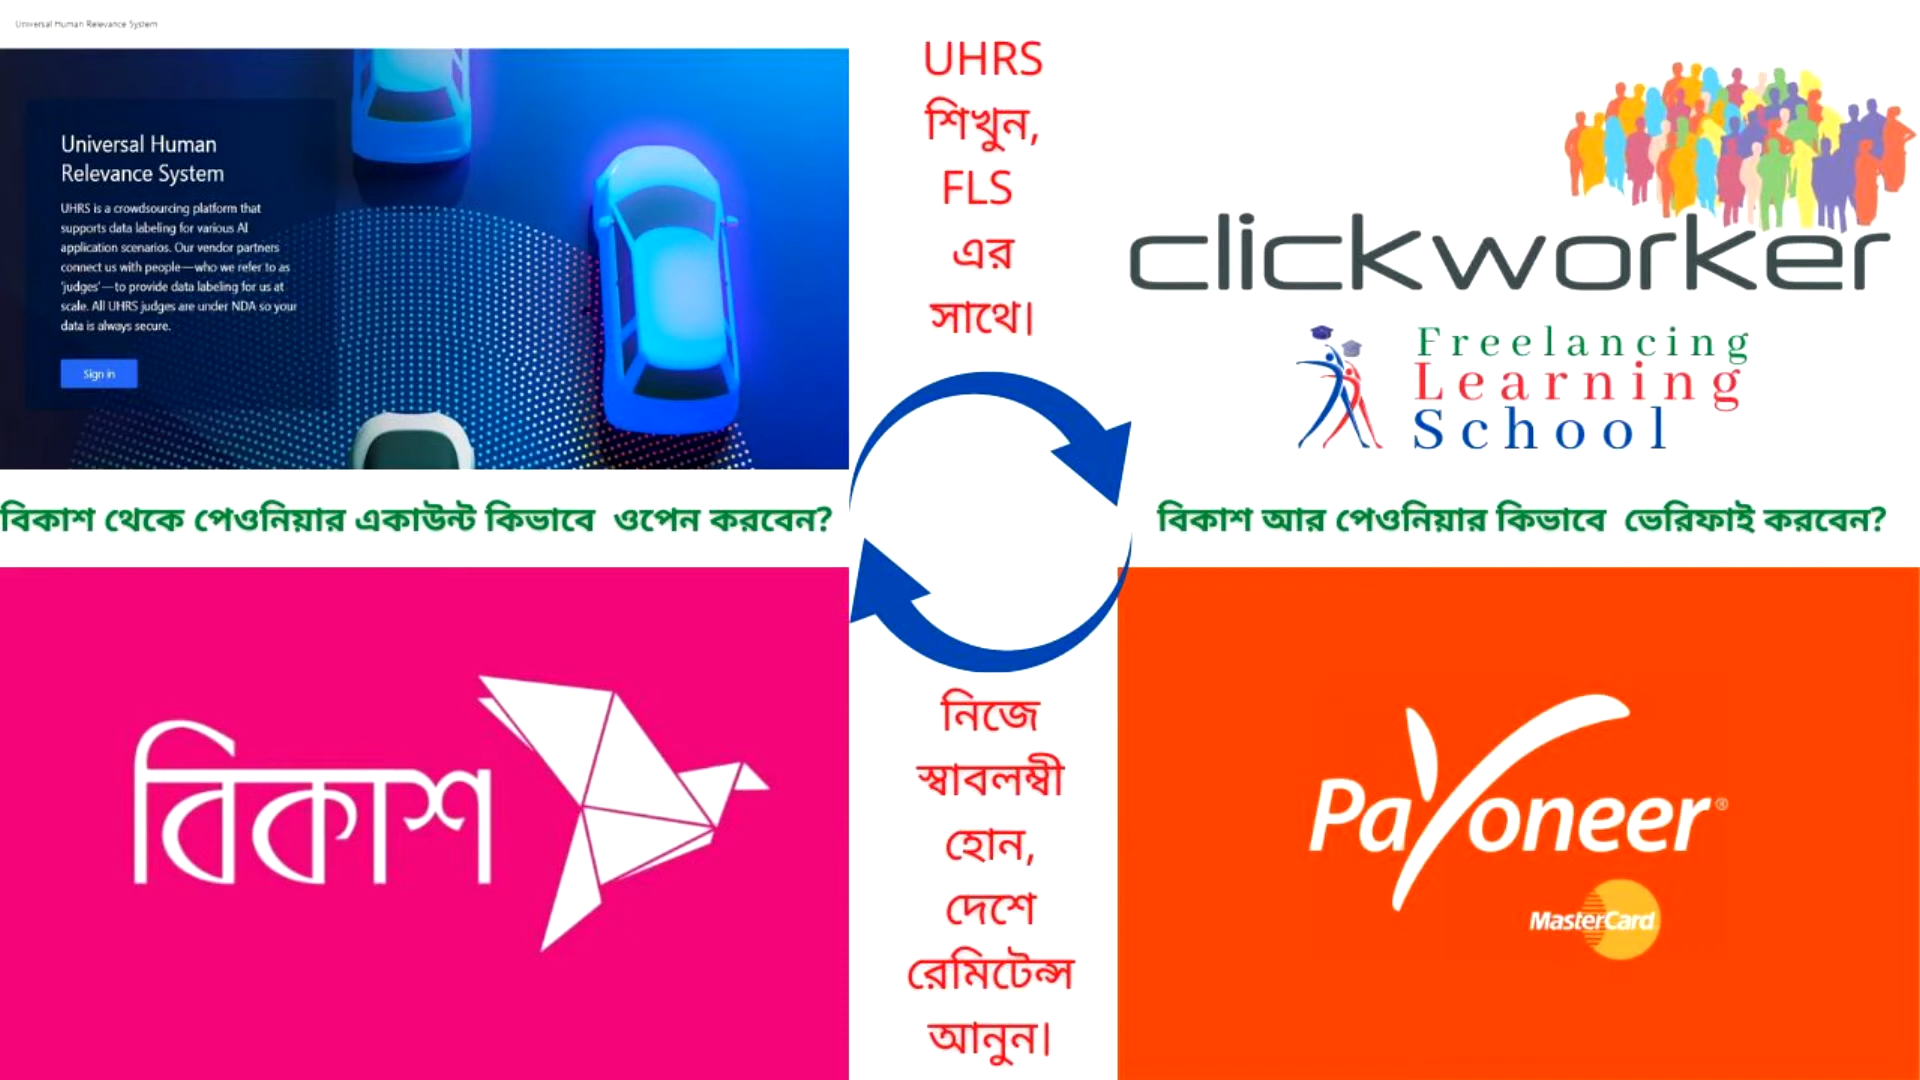 Universal Human Relevance System
Universal Human
Relevance System
UHRS is a crowdsourcing platform that
supports data labeling for various AI
application scenarios. Our vendor partners
connect us with people—who we refer to as
'judges'—to provide data labeling for us at
scale. All UHRS judges are under NDA so your
data is always secure.
Sign in
UHRS
শিখুন,
FLS
এর
সাথে।
clickworker
Freelancing
Learning
School
বিকাশ থেকে পেওনিয়ার একাউন্ট কিভাবে ওপেন করবেন?
বিকাশ আর পেওনিয়ার কিভাবে ভেরিফাই করবেন?
বিকাশ
নিজে
স্বাবলম্বী
হোন,
দেশে
রেমিটেন্স
আনুন।
Payoneer®
MasterCard